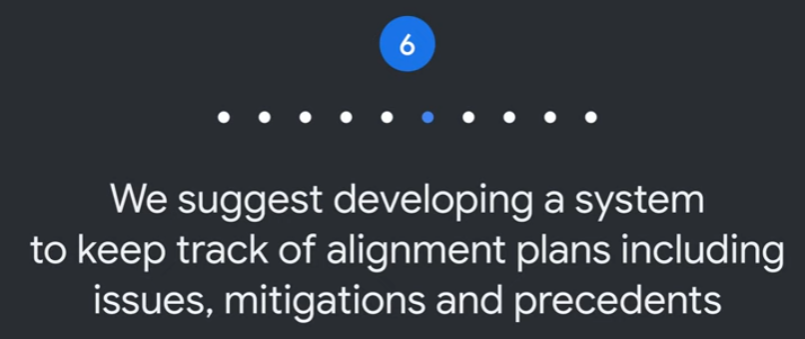 6
We suggest developing a system
to keep track of alignment plans including
issues, mitigations and precedents